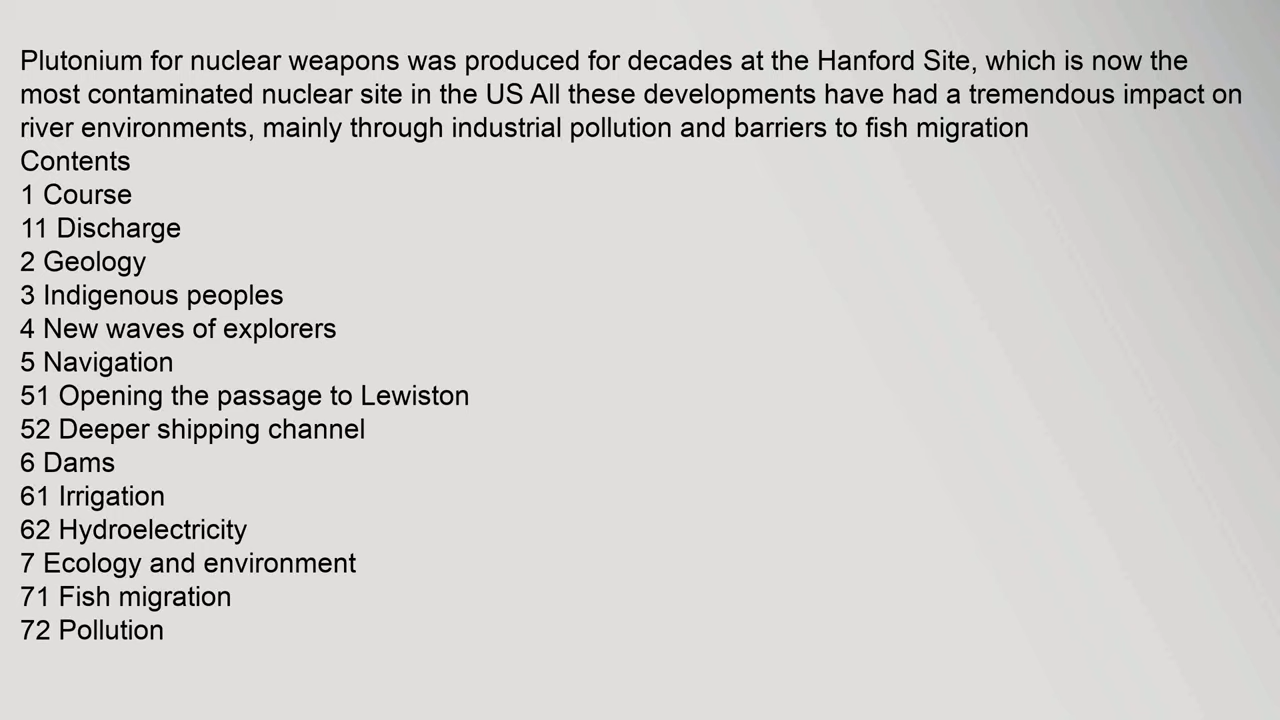 Plutonium for nuclear weapons was produced for decades at the Hanford Site, which is now the
most contaminated nuclear site in the US All these developments have had a tremendous impact on
river environments, mainly through industrial pollution and barriers to fish migration
Contents
1 Course
11 Discharge
2 Geology
3 Indigenous peoples
4 New waves of explorers
5 Navigation
51 Opening the passage to Lewiston
52 Deeper shipping channel
6 Dams
61 Irrigation
62 Hydroelectricity
7 Ecology and environment
71 Fish migration
72 Pollution